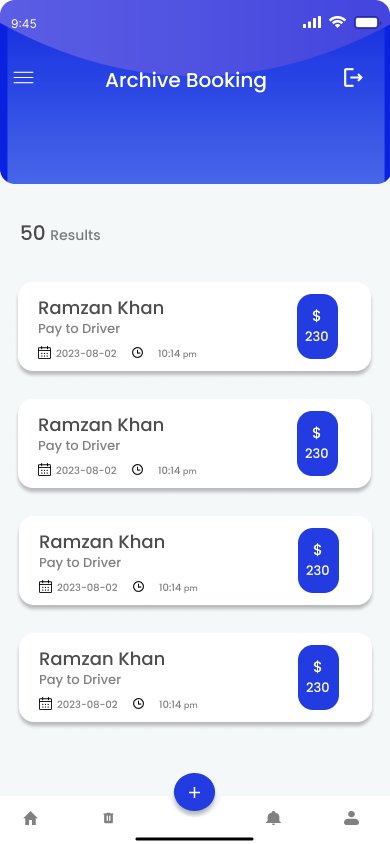 9:45
Archive Booking
50 Results
Ramzan Khan
Pay to Driver
2023-08-02 10:14 pm
$
230
Ramzan Khan
Pay to Driver
2023-08-02 10:14 pm
$
230
Ramzan Khan
Pay to Driver
2023-08-02 10:14 pm
$
230
Ramzan Khan
Pay to Driver
2023-08-02 10:14 pm
$
230